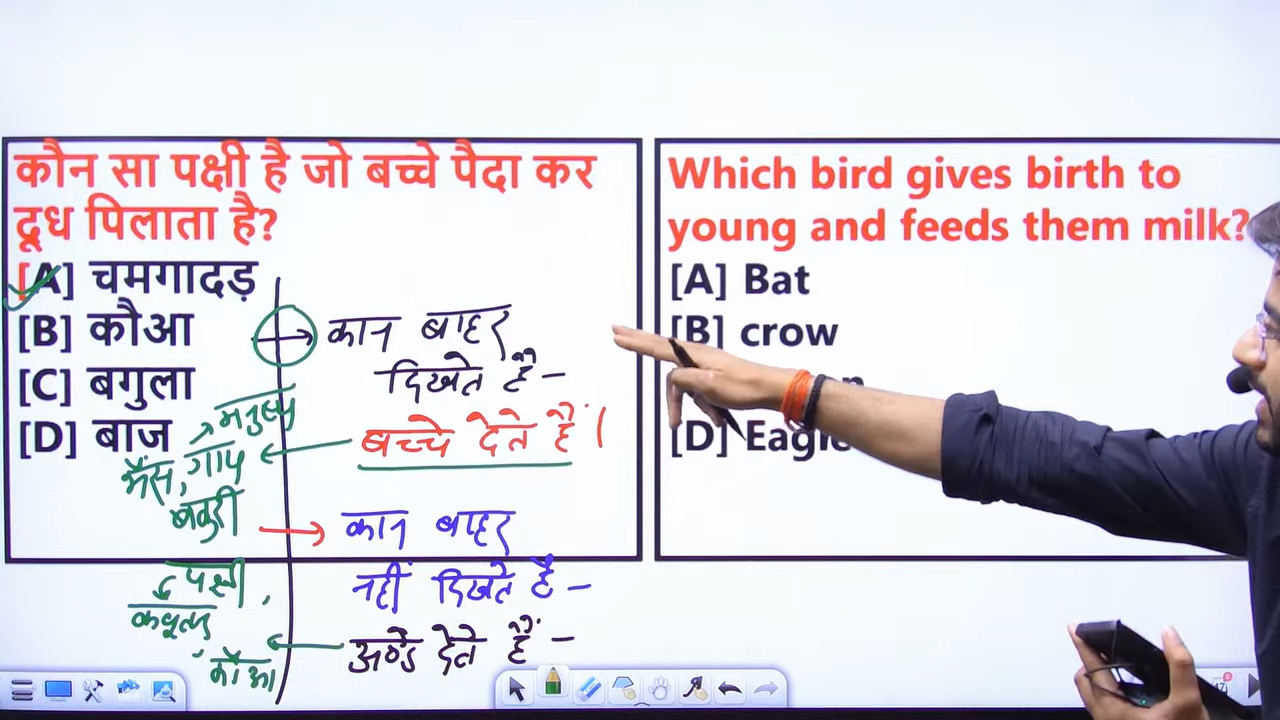 कौन सा पक्षी है जो बच्चे पैदा कर
दूध पिलाता है?
[A] चमगादड़
[B] कौआ
[C] बगुला
[D] बाज
कान बाहर
दिखते हैं –
बच्चे देते हैं।
मनुष्य
भैंस, गाय
बकरी
कान बाहर
नहीं दिखते हैं –
अण्डे देते हैं –
पक्षी,
कबूतर
कौआ
Which bird gives birth to
young and feeds them milk?
[A] Bat
[B] crow
[D] Eagle